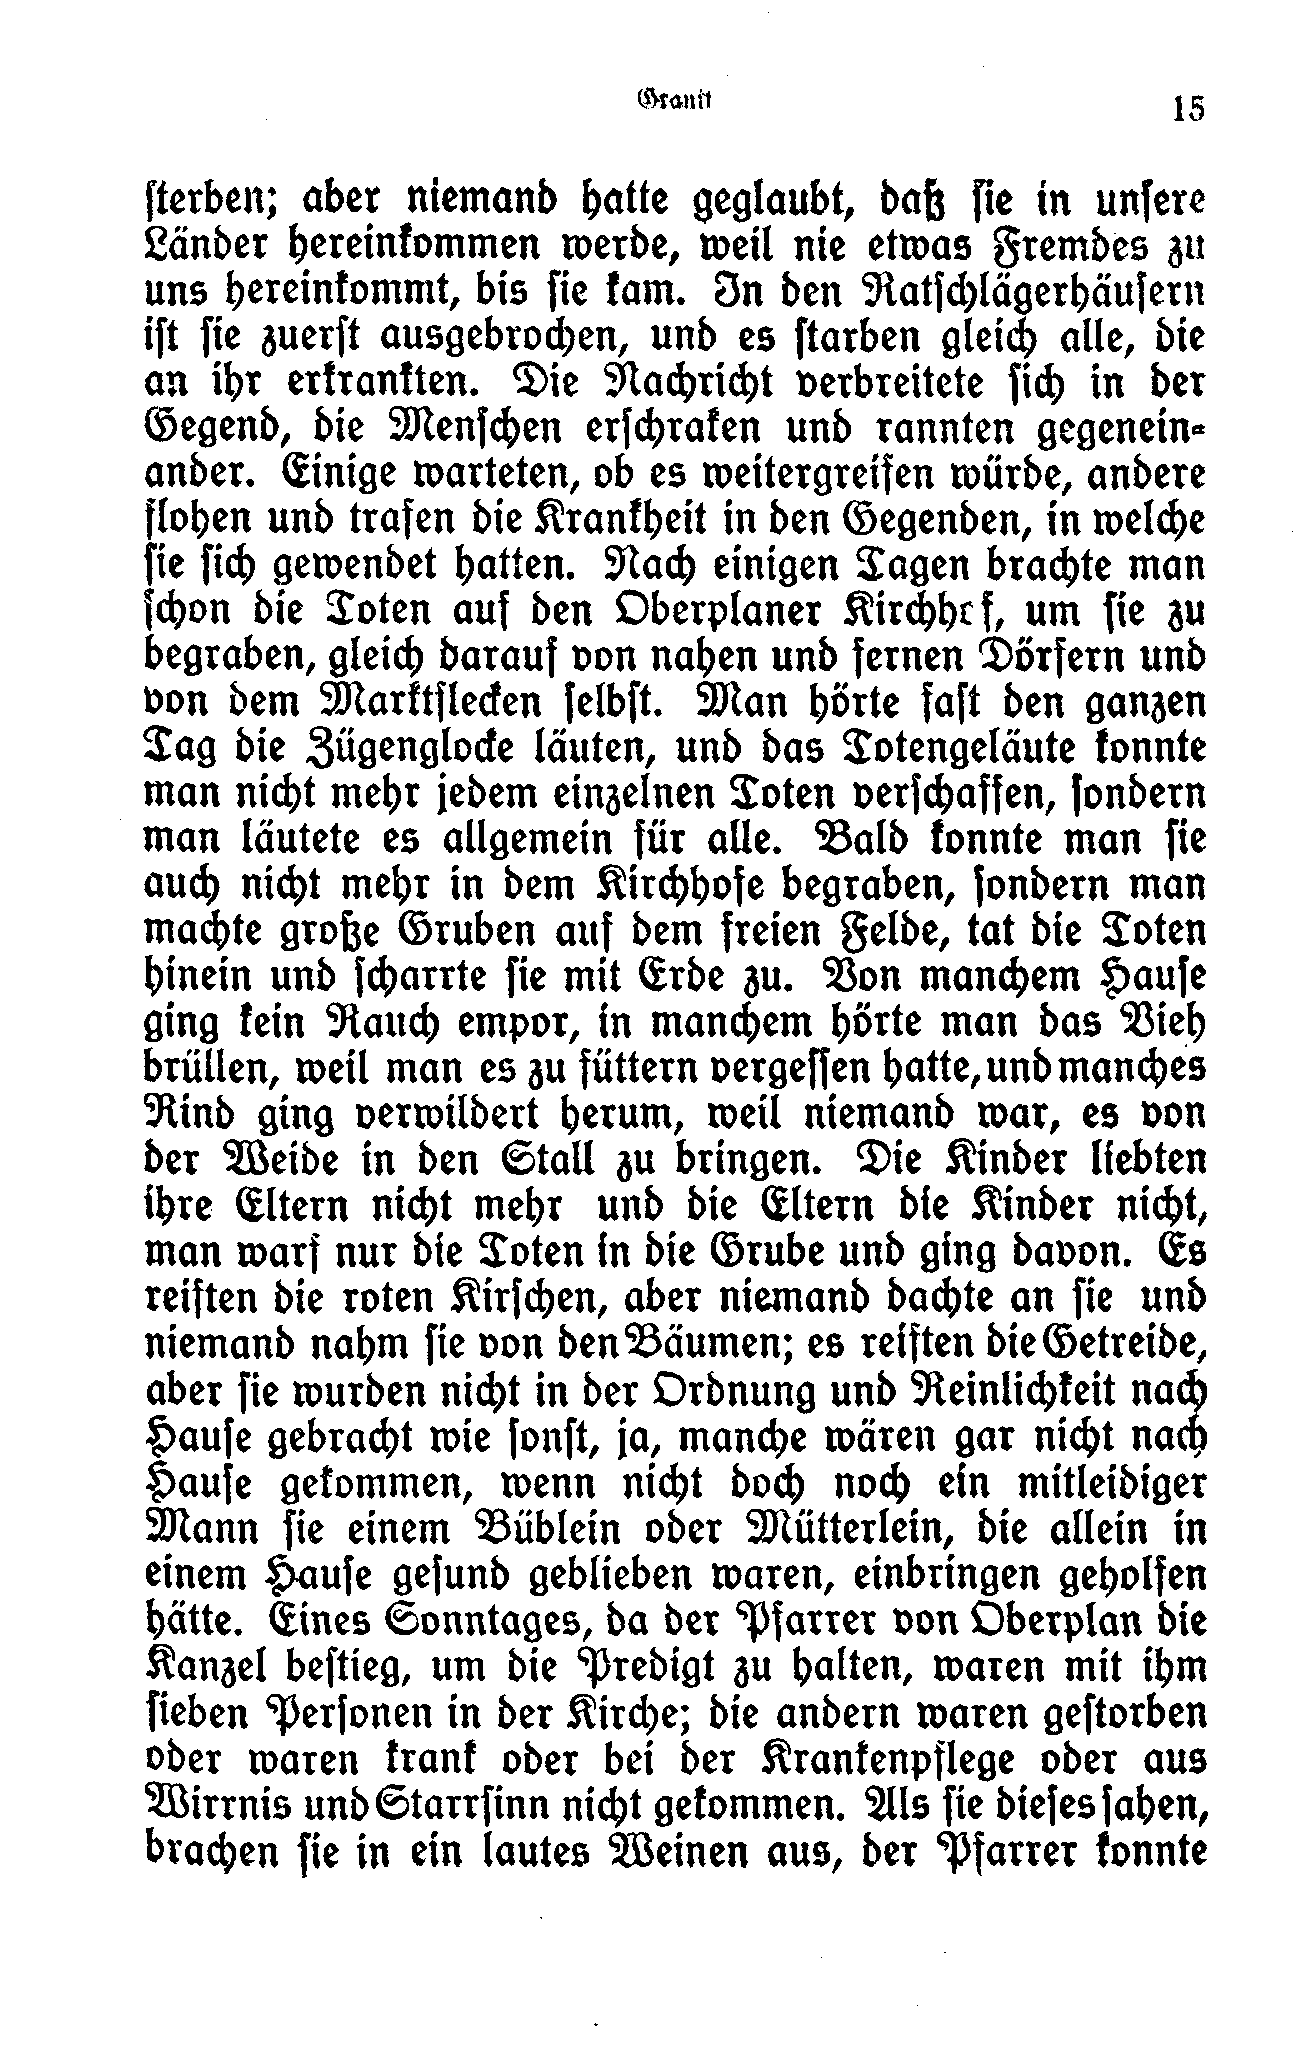 Granit
15
sterben; aber niemand hatte geglaubt, daß sie in unsere
Länder hereinkommen werde, weil nie etwas Fremdes zu
uns hereinkommt, bis sie kam. In den Ratschlägerhäusern
ist sie zuerst ausgebrochen, und es starben gleich alle, die
an ihr erkrankten. Die Nachricht verbreitete sich in der
Gegend, die Menschen erschraken und rannten gegenein-
ander. Einige warteten, ob es weitergreifen würde, andere
flohen und trafen die Krankheit in den Gegenden, in welche
sie sich gewendet hatten. Nach einigen Tagen brachte man
schon die Toten auf den Oberplaner Kirchhof, um sie zu
begraben, gleich darauf von nahen und fernen Dörfern und
von dem Marktflecken selbst. Man hörte fast den ganzen
Tag die Zügenglocke läuten, und das Totengeläute konnte
man nicht mehr jedem einzelnen Toten verschaffen, sondern
man läutete es allgemein für alle. Bald konnte man sie
auch nicht mehr in dem Kirchhofe begraben, sondern man
machte große Gruben auf dem freien Felde, tat die Toten
hinein und scharrte sie mit Erde zu. Von manchem Hause
ging kein Rauch empor, in manchem hörte man das Vieh
brüllen, weil man es zu füttern vergessen hatte, und manches
Rind ging verwildert herum, weil niemand war, es von
der Weide in den Stall zu bringen. Die Kinder liebten
ihre Eltern nicht mehr und die Eltern die Kinder nicht,
man warf nur die Toten in die Grube und ging davon. Es
reiften die roten Kirschen, aber niemand dachte an sie und
niemand nahm sie von den Bäumen; es reiften die Getreide,
aber sie wurden nicht in der Ordnung und Reinlichkeit nach
Hause gebracht wie sonst, ja, manche wären gar nicht nach
Hause gekommen, wenn nicht doch noch ein mitleidiger
Mann sie einem Büblein oder Mütterlein, die allein in
einem Hause gesund geblieben waren, einbringen geholfen
hätte. Eines Sonntages, da der Pfarrer von Oberplan die
Kanzel bestieg, um die Predigt zu halten, waren mit ihm
sieben Personen in der Kirche; die andern waren gestorben
oder waren krank oder bei der Krankenpflege oder aus
Wirrnis und Starrsinn nicht gekommen. Als sie dieses sahen,
brachen sie in ein lautes Weinen aus, der Pfarrer konnte